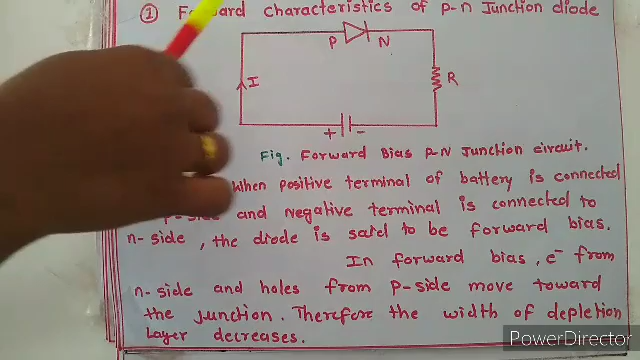 ① Forward characteristics of p-n Junction diode
P N
I
R
+ -
Fig. Forward Bias P-N Junction circuit.
When positive terminal of battery is connected
p-side and negative terminal is connected to
n-side, the diode is said to be forward bias.
In forward bias, e⁻ from
n-side and holes from p-side move toward
the junction. Therefore the width of depletion
layer decreases.
PowerDirector